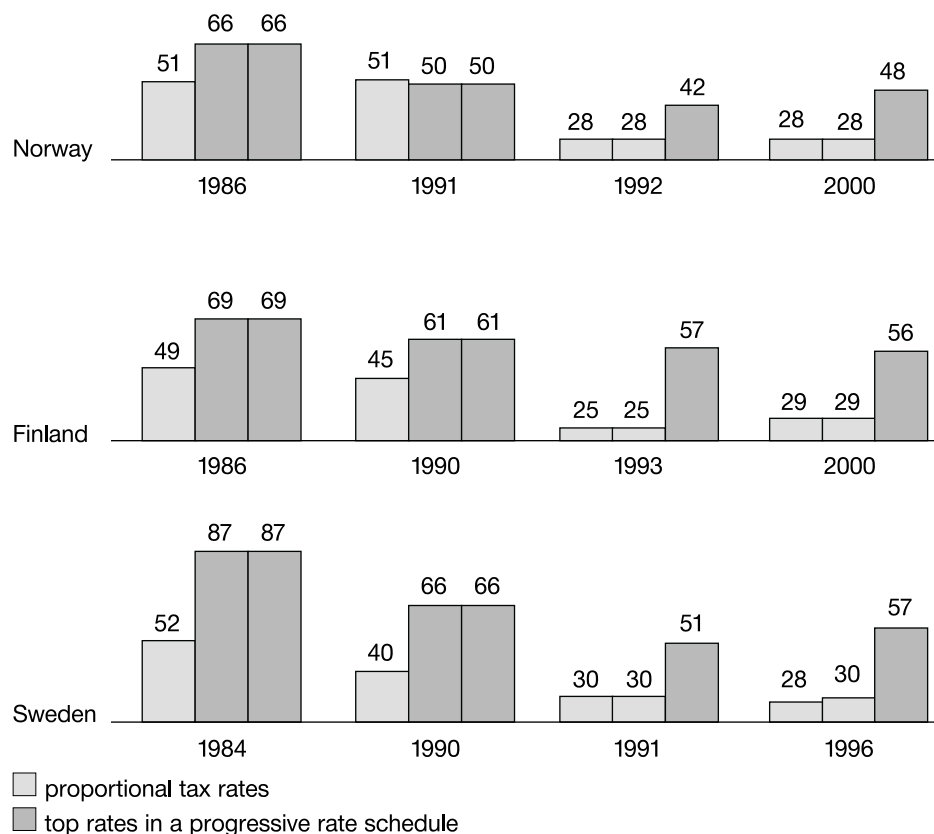 66 66
51
51 50 50
28 28 42
28 28 48
Norway
1986 1991 1992 2000
69 69
49
61 61
45
25 25 57
29 29 56
Finland
1986 1990 1993 2000
87 87
52
66 66
40
30 30 51
28 30 57
Sweden
1984 1990 1991 1996
proportional tax rates
top rates in a progressive rate schedule